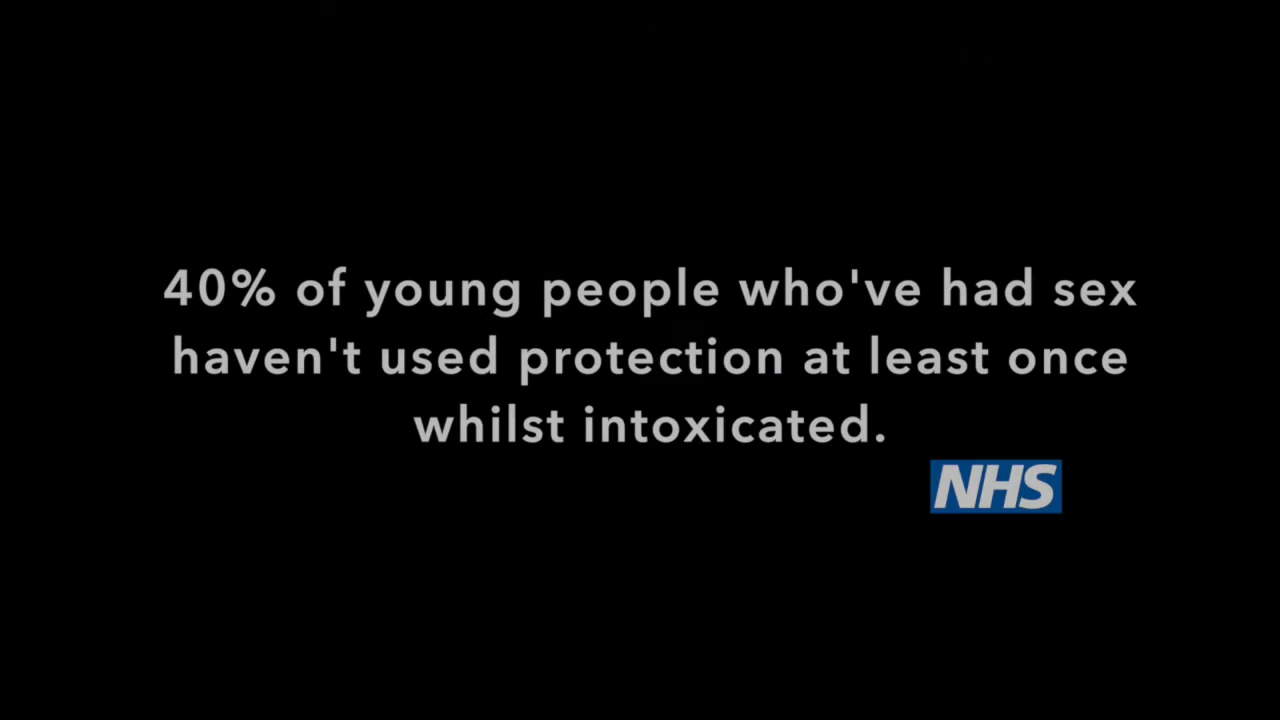 40% of young people who've had sex
haven't used protection at least once
whilst intoxicated.
NHS